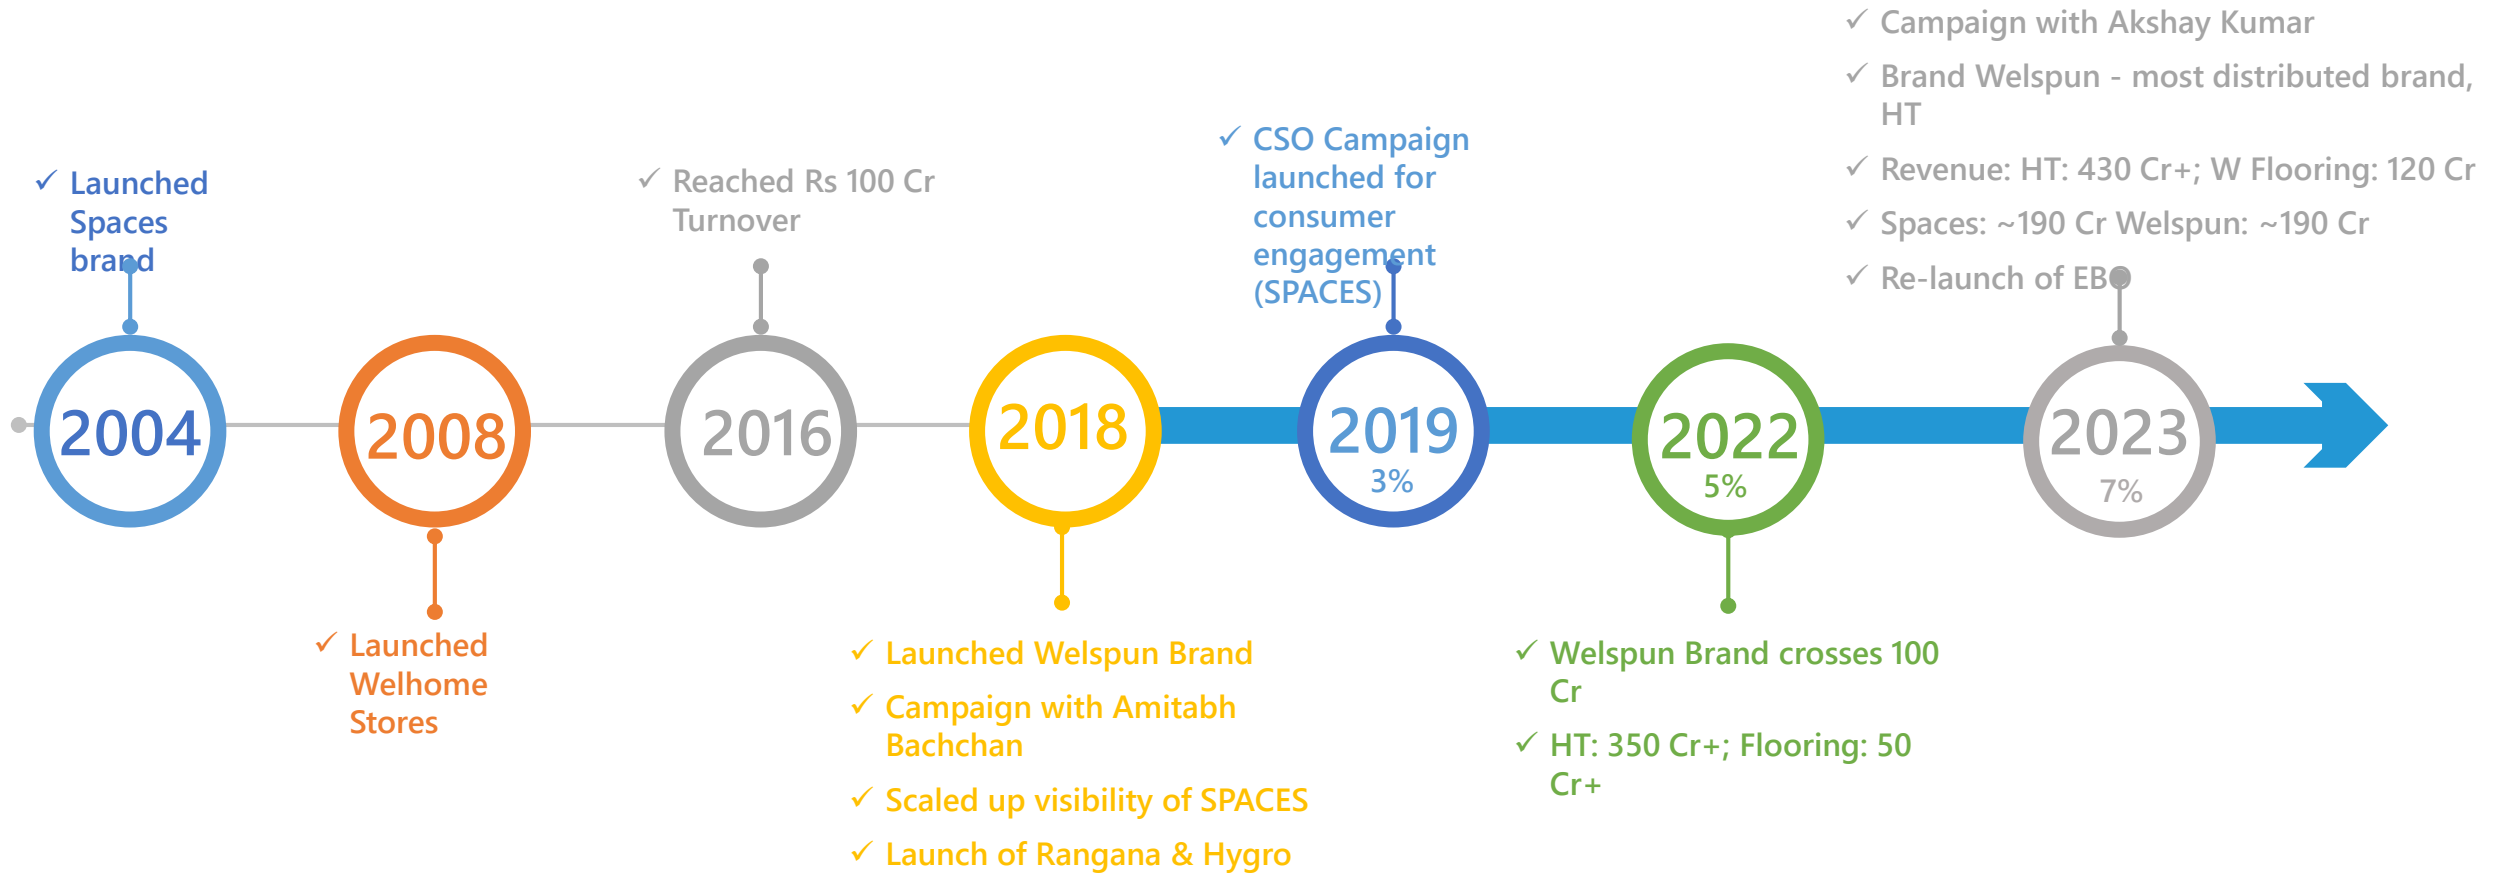 ✓ Campaign with Akshay Kumar
✓ Brand Welspun - most distributed brand,
HT
✓ Revenue: HT: 430 Cr+; W Flooring: 120 Cr
✓ Spaces: ~190 Cr Welspun: ~190 Cr
✓ Re-launch of EBO
✓ CSO Campaign
launched for
consumer
engagement
(SPACES)
✓ Launched
Spaces
brand
✓ Reached Rs 100 Cr
Turnover
2004
2008
2016
2018
2019
3%
2022
5%
2023
7%
✓ Launched
Welhome
Stores
✓ Launched Welspun Brand
✓ Campaign with Amitabh
Bachchan
✓ Scaled up visibility of SPACES
✓ Launch of Rangana & Hygro
✓ Welspun Brand crosses 100
Cr
✓ HT: 350 Cr+; Flooring: 50
Cr+